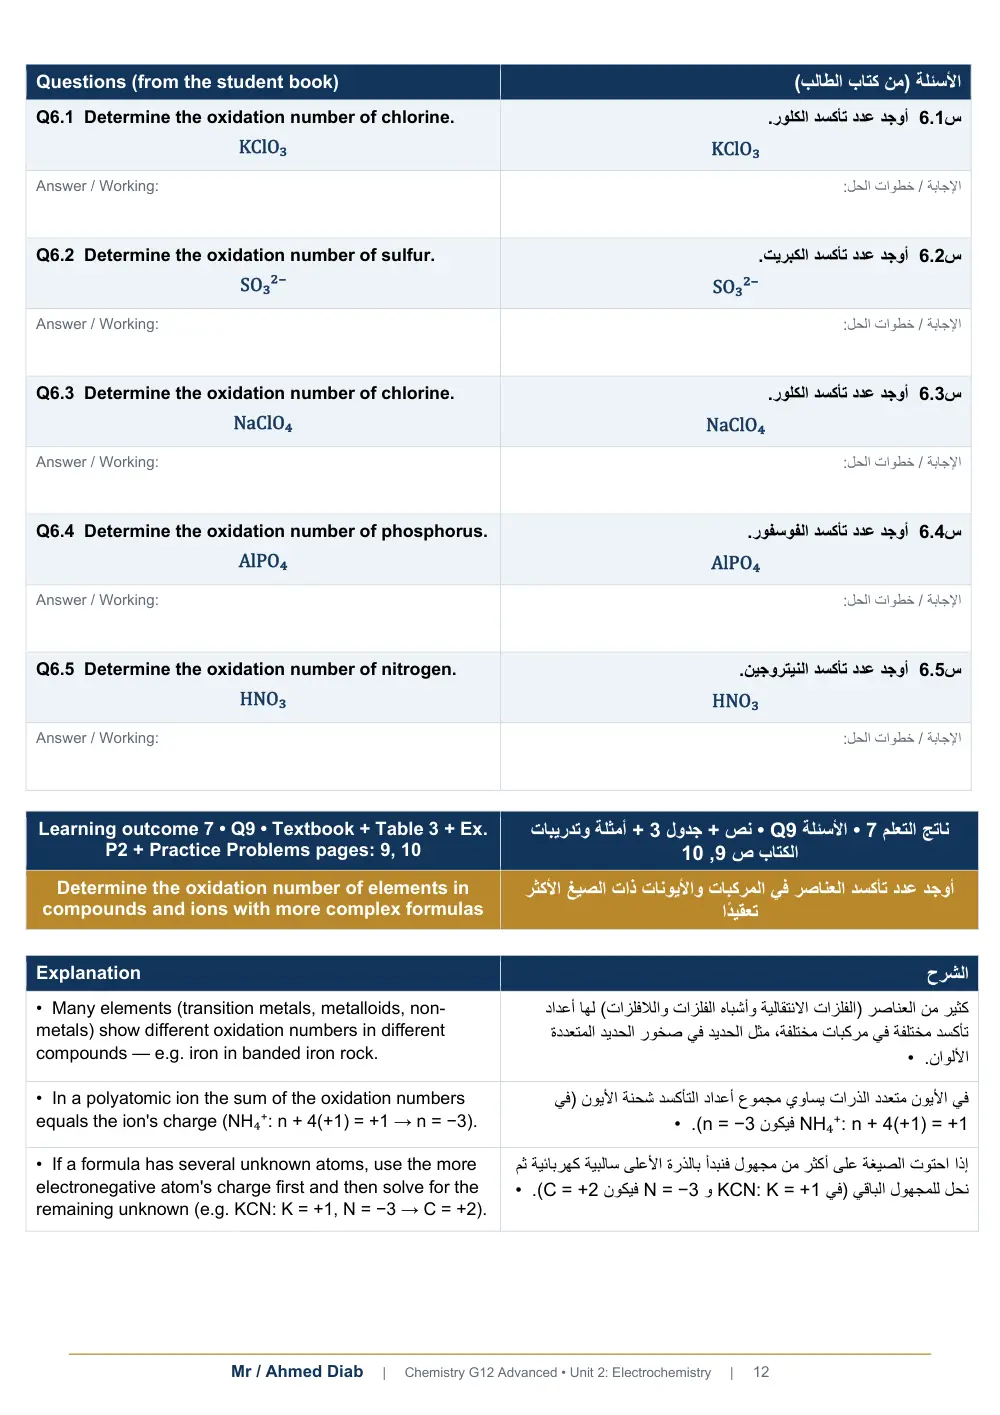 Questions (from the student book)
الأسئلة (من كتاب الطالب)
Q6.1 Determine the oxidation number of chlorine.
KClO₃
س6.1 أوجد عدد تأكسد الكلور.
KClO₃
Answer / Working:
الإجابة / خطوات الحل:
Q6.2 Determine the oxidation number of sulfur.
SO₃²⁻
س6.2 أوجد عدد تأكسد الكبريت.
SO₃²⁻
Answer / Working:
الإجابة / خطوات الحل:
Q6.3 Determine the oxidation number of chlorine.
NaClO₄
س6.3 أوجد عدد تأكسد الكلور.
NaClO₄
Answer / Working:
الإجابة / خطوات الحل:
Q6.4 Determine the oxidation number of phosphorus.
AlPO₄
س6.4 أوجد عدد تأكسد الفوسفور.
AlPO₄
Answer / Working:
الإجابة / خطوات الحل:
Q6.5 Determine the oxidation number of nitrogen.
HNO₃
س6.5 أوجد عدد تأكسد النيتروجين.
HNO₃
Answer / Working:
الإجابة / خطوات الحل:
Learning outcome 7 • Q9 • Textbook + Table 3 + Ex.
P2 + Practice Problems pages: 9, 10
ناتج التعلم 7 • الأسئلة Q9 • نص + جدول 3 + أمثلة وتدريبات
الكتاب ص 9, 10
Determine the oxidation number of elements in
compounds and ions with more complex formulas
أوجد عدد تأكسد العناصر في المركبات والأيونات ذات الصيغ الأكثر
تعقيدًا
Explanation
الشرح
• Many elements (transition metals, metalloids, non-
metals) show different oxidation numbers in different
compounds — e.g. iron in banded iron rock.
كثير من العناصر (الفلزات الانتقالية وأشباه الفلزات واللافلزات) لها أعداد
تأكسد مختلفة في مركبات مختلفة، مثل الحديد في صخور الحديد المتعددة
الألوان. •
• In a polyatomic ion the sum of the oxidation numbers
equals the ion's charge (NH₄⁺: n + 4(+1) = +1 → n = −3).
في الأيون متعدد الذرات يساوي مجموع أعداد التأكسد شحنة الأيون (في
NH₄⁺: n + 4(+1) = +1 فيكون n = −3). •
• If a formula has several unknown atoms, use the more
electronegative atom's charge first and then solve for the
remaining unknown (e.g. KCN: K = +1, N = −3 → C = +2).
إذا احتوت الصيغة على أكثر من مجهول فنبدأ بالذرة الأعلى سالبية كهربائية ثم
نحل للمجهول الباقي (في KCN: K = +1 و N = −3 فيكون C = +2). •
Mr / Ahmed Diab | Chemistry G12 Advanced • Unit 2: Electrochemistry | 12